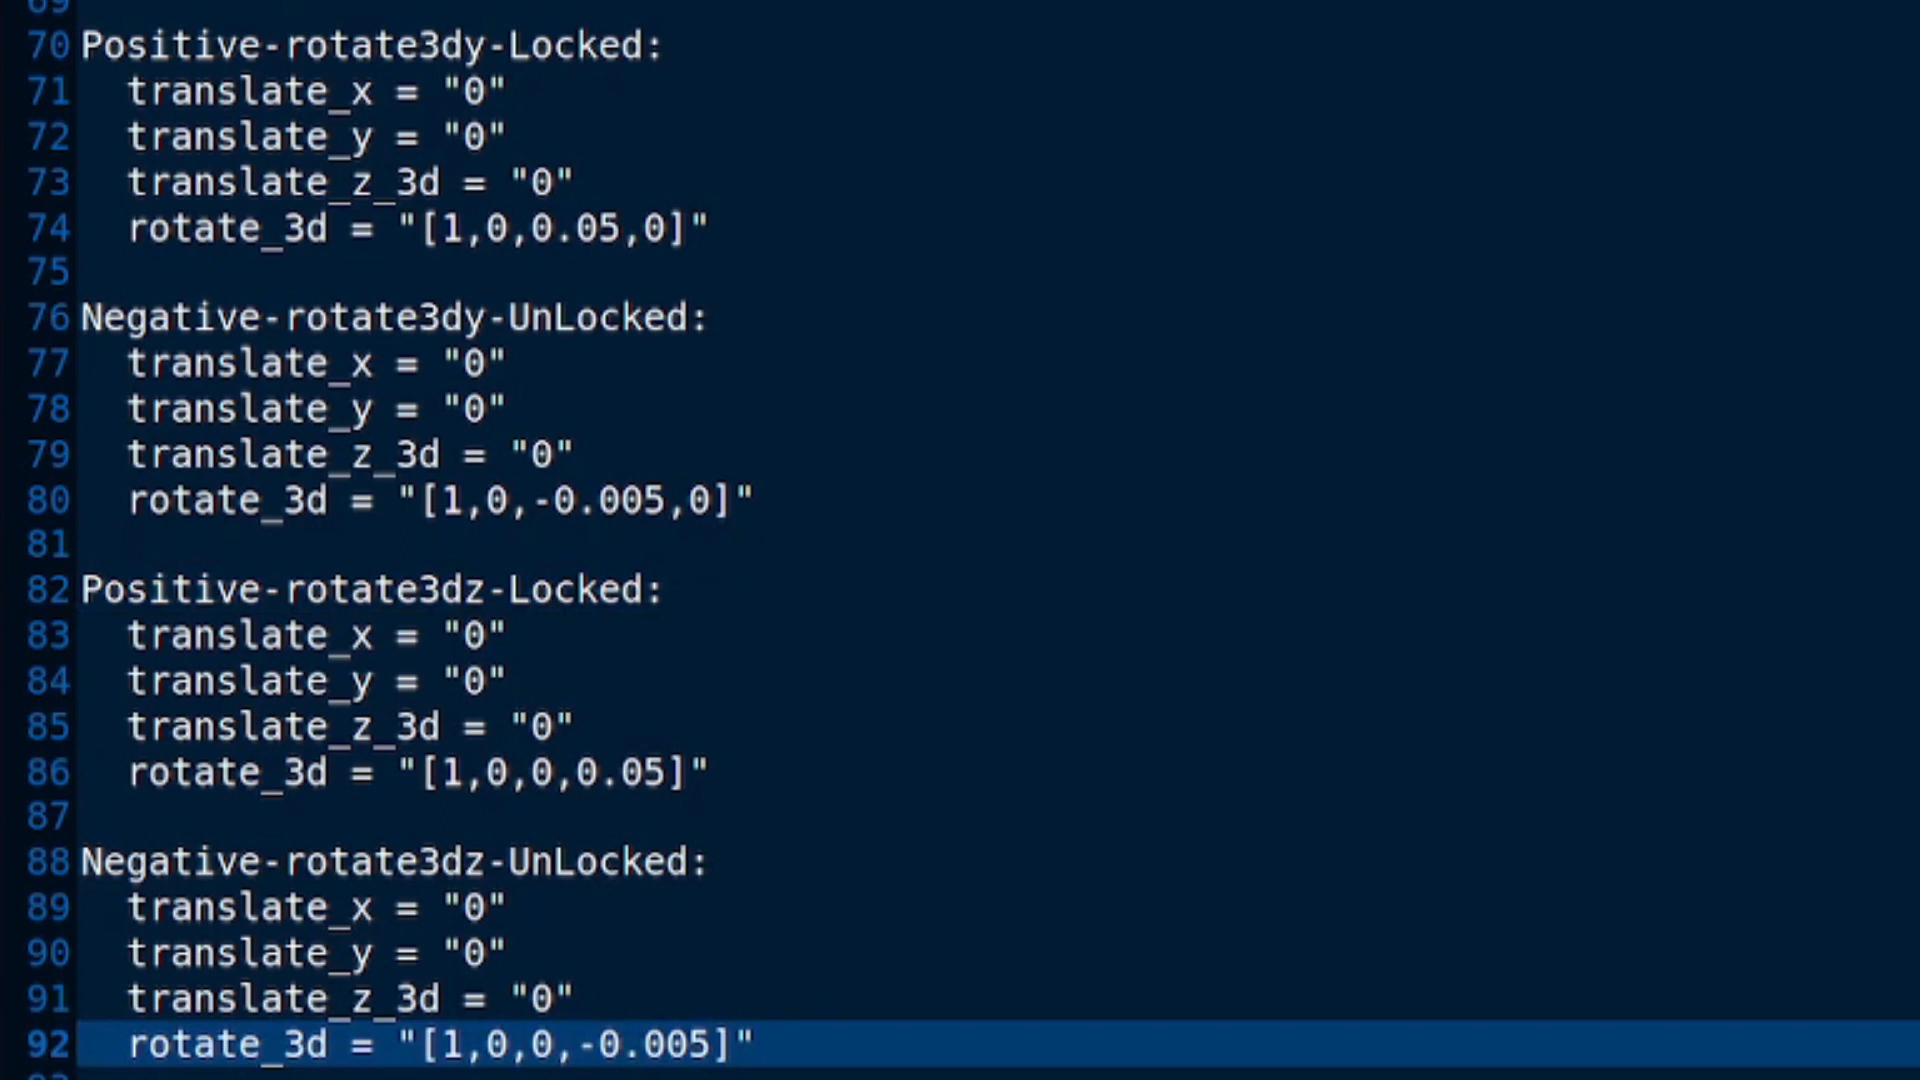 69
70 Positive-rotate3dy-Locked:
71 translate_x = "0"
72 translate_y = "0"
73 translate_z_3d = "0"
74 rotate_3d = "[1,0,0.05,0]"
75
76 Negative-rotate3dy-UnLocked:
77 translate_x = "0"
78 translate_y = "0"
79 translate_z_3d = "0"
80 rotate_3d = "[1,0,-0.005,0]"
81
82 Positive-rotate3dz-Locked:
83 translate_x = "0"
84 translate_y = "0"
85 translate_z_3d = "0"
86 rotate_3d = "[1,0,0,0.05]"
87
88 Negative-rotate3dz-UnLocked:
89 translate_x = "0"
90 translate_y = "0"
91 translate_z_3d = "0"
92 rotate_3d = "[1,0,0,-0.005]"
93